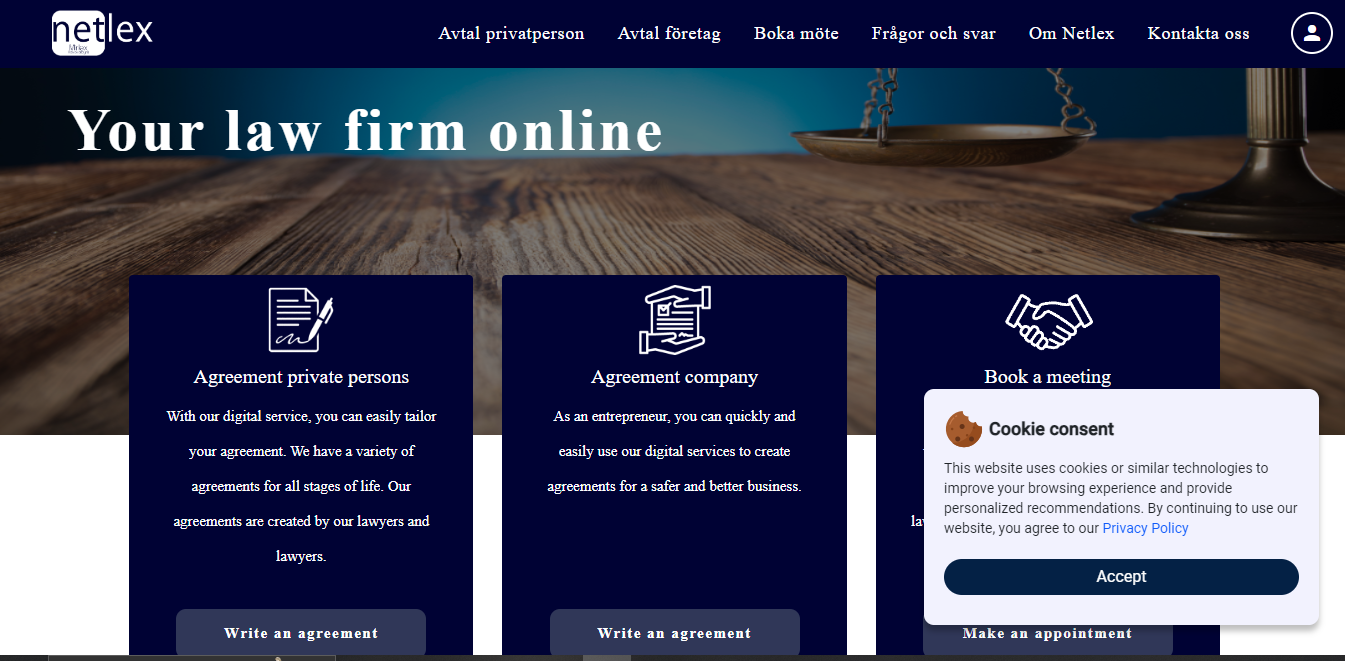 netlex
Avtal privatperson
Avtal företag
Boka möte
Frågor och svar
Om Netlex
Kontakta oss
Your law firm online
Agreement private persons
With our digital service, you can easily tailor
your agreement. We have a variety of
agreements for all stages of life. Our
agreements are created by our lawyers and
lawyers.
Write an agreement
Agreement company
As an entrepreneur, you can quickly and
easily use our digital services to create
agreements for a safer and better business.
Write an agreement
Book a meeting
Make an appointment
Cookie consent
This website uses cookies or similar technologies to
improve your browsing experience and provide
personalized recommendations. By continuing to use our
website, you agree to our Privacy Policy
Accept